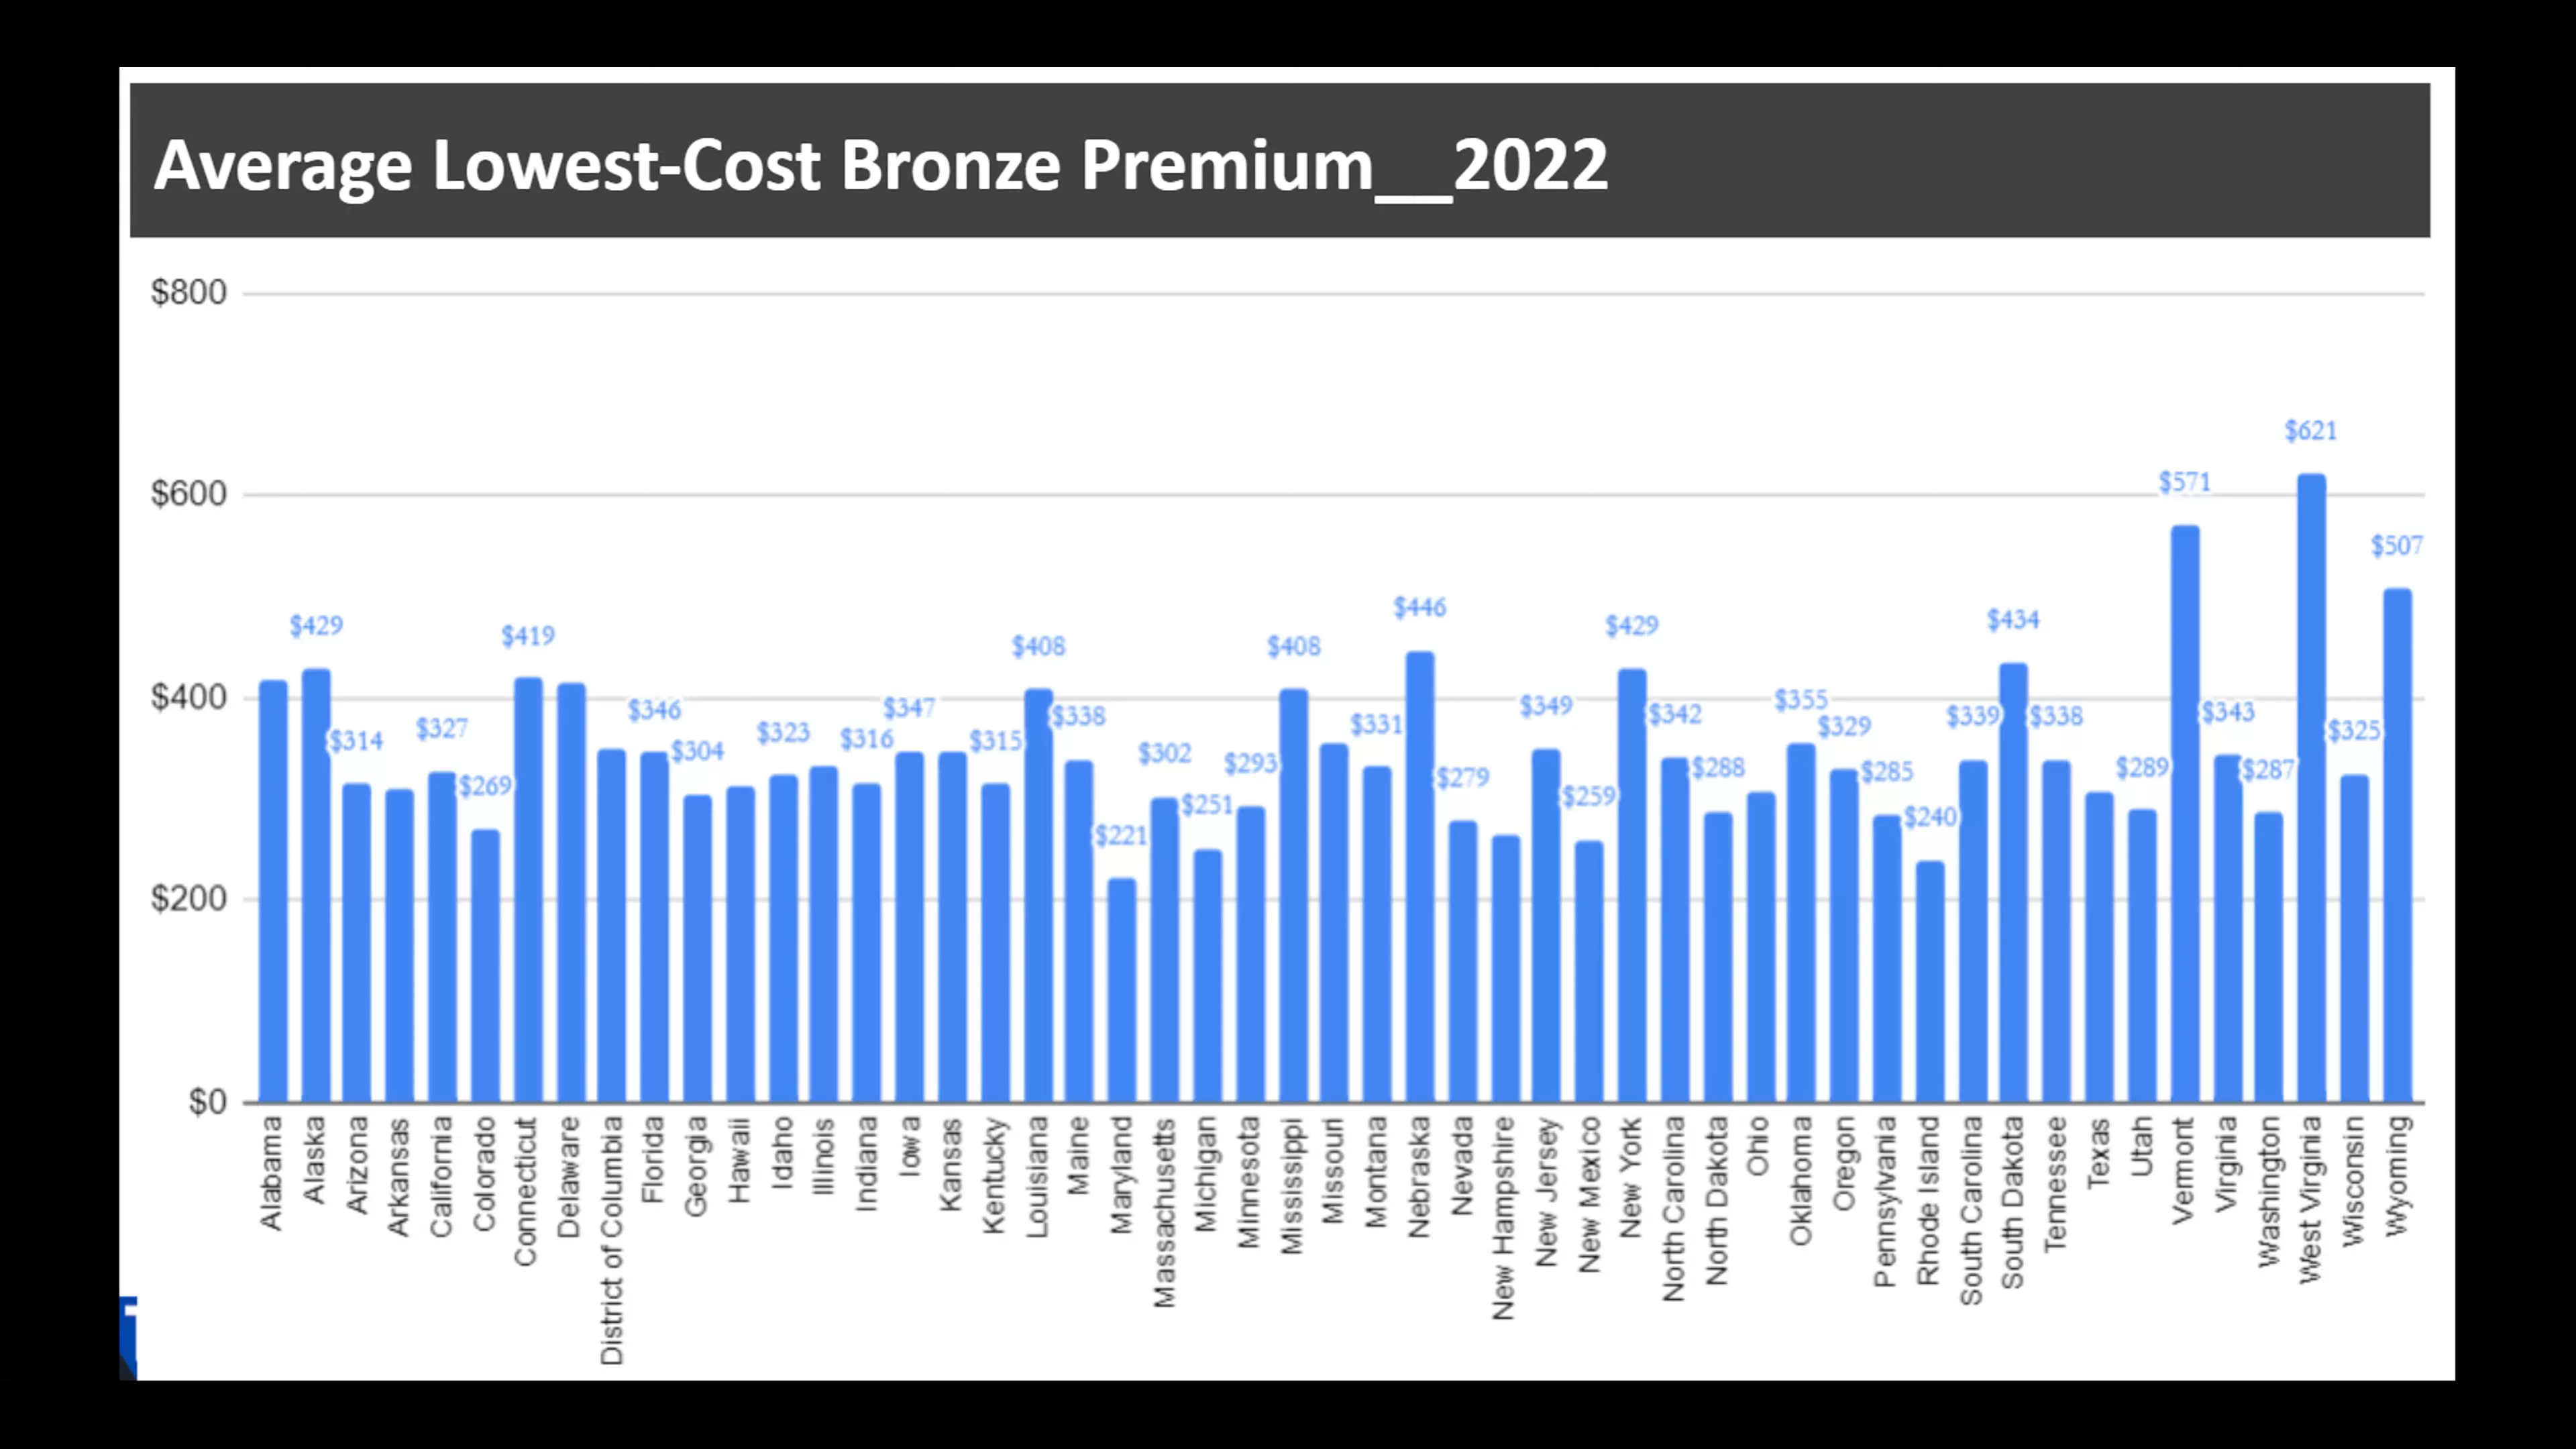 Average Lowest-Cost Bronze Premium__2022
$800
$600
$400
$200
$0
$429
$314
$327
$269
$419
$346
$304
$323
$316
$347
$315
$408
$338
$221
$302
$251
$293
$408
$331
$446
$279
$349
$259
$429
$342
$288
$355
$329
$285
$240
$339
$434
$338
$289
$571
$343
$287
$621
$325
$507
Alabama
Alaska
Arizona
Arkansas
California
Colorado
Connecticut
Delaware
District of Columbia
Florida
Georgia
Hawaii
Idaho
Illinois
Indiana
Iowa
Kansas
Kentucky
Louisiana
Maine
Maryland
Massachusetts
Michigan
Minnesota
Mississippi
Missouri
Montana
Nebraska
Nevada
New Hampshire
New Jersey
New Mexico
New York
North Carolina
North Dakota
Ohio
Oklahoma
Oregon
Pennsylvania
Rhode Island
South Carolina
South Dakota
Tennessee
Texas
Utah
Vermont
Virginia
Washington
West Virginia
Wisconsin
Wyoming